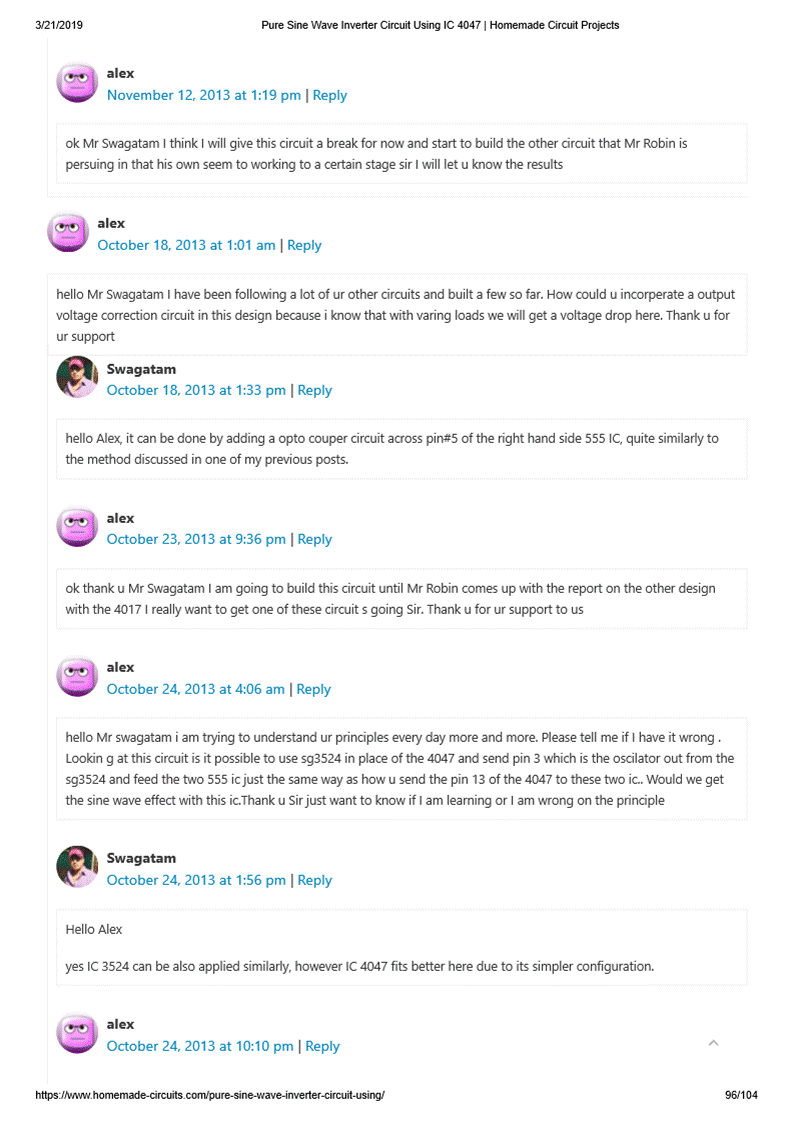 3/21/2019
Pure Sine Wave Inverter Circuit Using IC 4047 | Homemade Circuit Projects
alex
November 12, 2013 at 1:19 pm | Reply
ok Mr Swagatam I think I will give this circuit a break for now and start to build the other circuit that Mr Robin is
persuing in that his own seem to working to a certain stage sir I will let u know the results
alex
October 18, 2013 at 1:01 am | Reply
hello Mr Swagatam I have been following a lot of ur other circuits and built a few so far. How could u incorperate a output
voltage correction circuit in this design because i know that with varing loads we will get a voltage drop here. Thank u for
ur support
Swagatam
October 18, 2013 at 1:33 pm | Reply
hello Alex, it can be done by adding a opto couper circuit across pin#5 of the right hand side 555 IC, quite similarly to
the method discussed in one of my previous posts.
alex
October 23, 2013 at 9:36 pm | Reply
ok thank u Mr Swagatam I am going to build this circuit until Mr Robin comes up with the report on the other design
with the 4017 I really want to get one of these circuit s going Sir. Thank u for ur support to us
alex
October 24, 2013 at 4:06 am | Reply
hello Mr swagatam i am trying to understand ur principles every day more and more. Please tell me if I have it wrong .
Lookin g at this circuit is it possible to use sg3524 in place of the 4047 and send pin 3 which is the oscilator out from the
sg3524 and feed the two 555 ic just the same way as how u send the pin 13 of the 4047 to these two ic.. Would we get
the sine wave effect with this ic.Thank u Sir just want to know if I am learning or I am wrong on the principle
Swagatam
October 24, 2013 at 1:56 pm | Reply
Hello Alex
yes IC 3524 can be also applied similarly, however IC 4047 fits better here due to its simpler configuration.
alex
October 24, 2013 at 10:10 pm | Reply
https://www.homemade-circuits.com/pure-sine-wave-inverter-circuit-using/
96/104